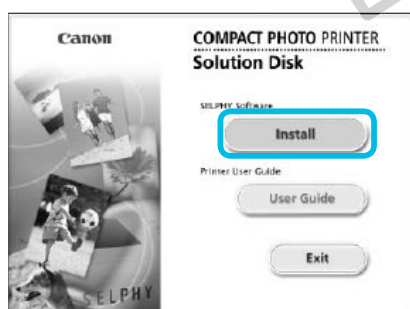 Canon
COMPACT PHOTO PRINTER
Solution Disk
SELPHY Software
Install
Printer User Guide
User Guide
Exit
SELPHY